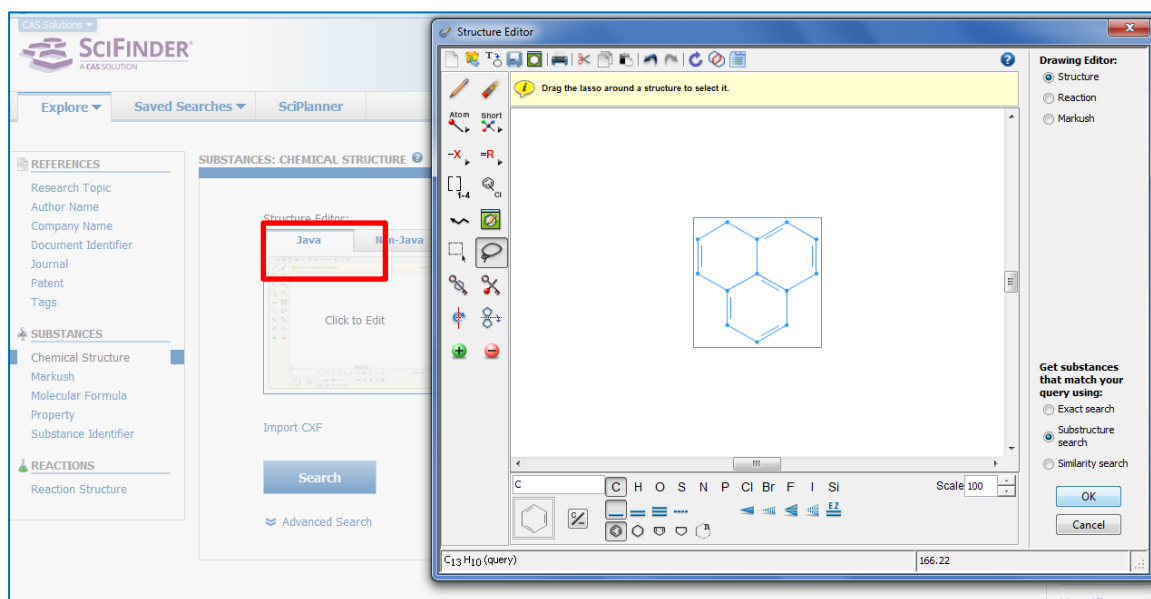 CAS Solutions
SCIFINDER®
A CAS SOLUTION
Explore
Saved Searches
SciPlanner
REFERENCES
Research Topic
Author Name
Company Name
Document Identifier
Journal
Patent
Tags
SUBSTANCES
Chemical Structure
Markush
Molecular Formula
Property
Substance Identifier
REACTIONS
Reaction Structure
SUBSTANCES: CHEMICAL STRUCTURE
Structure Editor:
Java
Non-Java
Click to Edit
Import CXF
Search
Advanced Search
Structure Editor
Drag the lasso around a structure to select it.
Atom Short
-X =R
[ ] 1-4 Cl
C
C H O S N P Cl Br F I Si
Scale 100
EZ
C13H10 (query)
166.22
Drawing Editor:
Structure
Reaction
Markush
Get substances
that match your
query using:
Exact search
Substructure
search
Similarity search
OK
Cancel